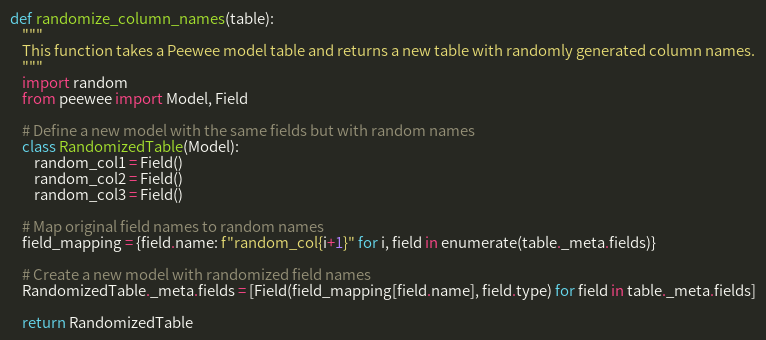 def randomize_column_names(table):
    """
    This function takes a Peewee model table and returns a new table with randomly generated column names.
    """
    import random
    from peewee import Model, Field

    # Define a new model with the same fields but with random names
    class RandomizedTable(Model):
        random_col1 = Field()
        random_col2 = Field()
        random_col3 = Field()

    # Map original field names to random names
    field_mapping = {field.name: f"random_col{i+1}" for i, field in enumerate(table._meta.fields)}

    # Create a new model with randomized field names
    RandomizedTable._meta.fields = [Field(field_mapping[field.name], field.type) for field in table._meta.fields]

    return RandomizedTable